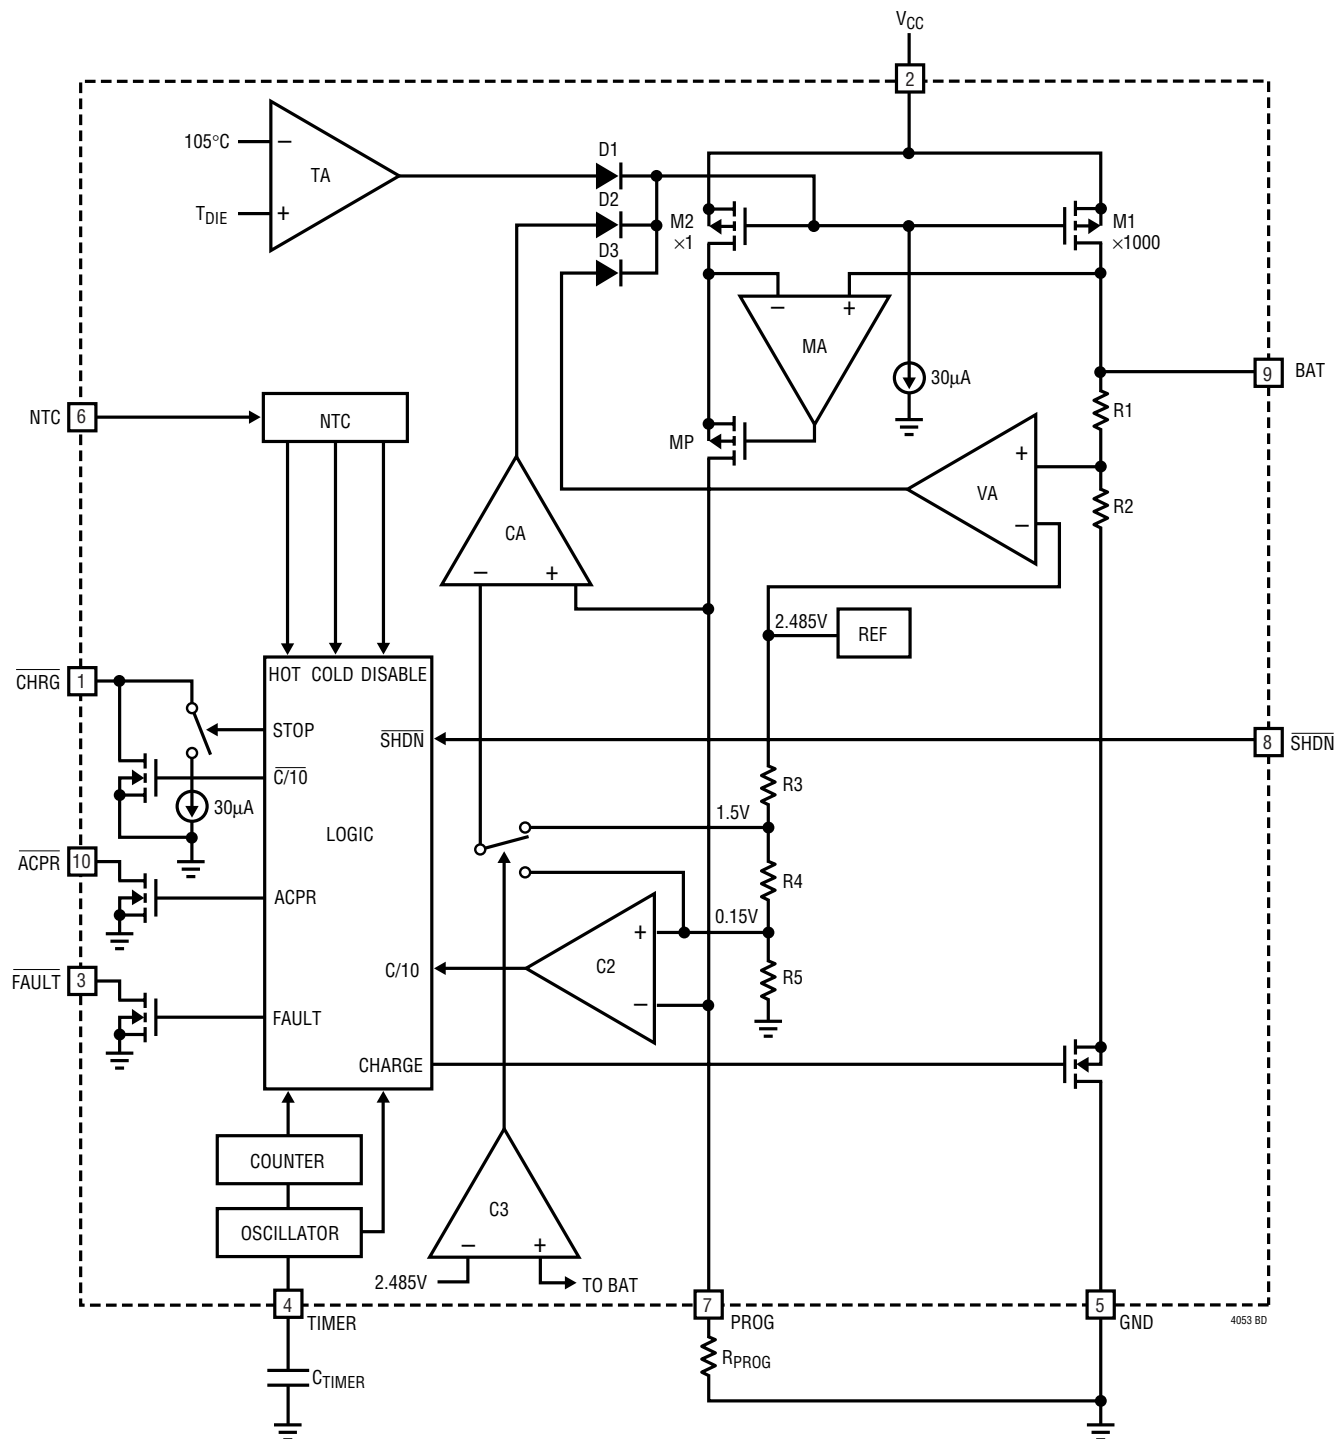 VCC
2
105°C
TDIE
−
+
TA
D1
D2
D3
M2
×1
M1
×1000
−
+
MA
30µA
9
BAT
R1
NTC
6
NTC
MP
+
−
VA
R2
CA
−
+
2.485V
REF
CHRG
1
HOT
COLD
DISABLE
STOP
SHDN
8
SHDN
C/10
30µA
LOGIC
R3
1.5V
ACPR
10
ACPR
R4
0.15V
+
−
C2
C/10
R5
FAULT
3
FAULT
CHARGE
COUNTER
OSCILLATOR
C3
−
+
2.485V
TO BAT
4
TIMER
7
PROG
5
GND
4053 BD
RPROG
CTIMER